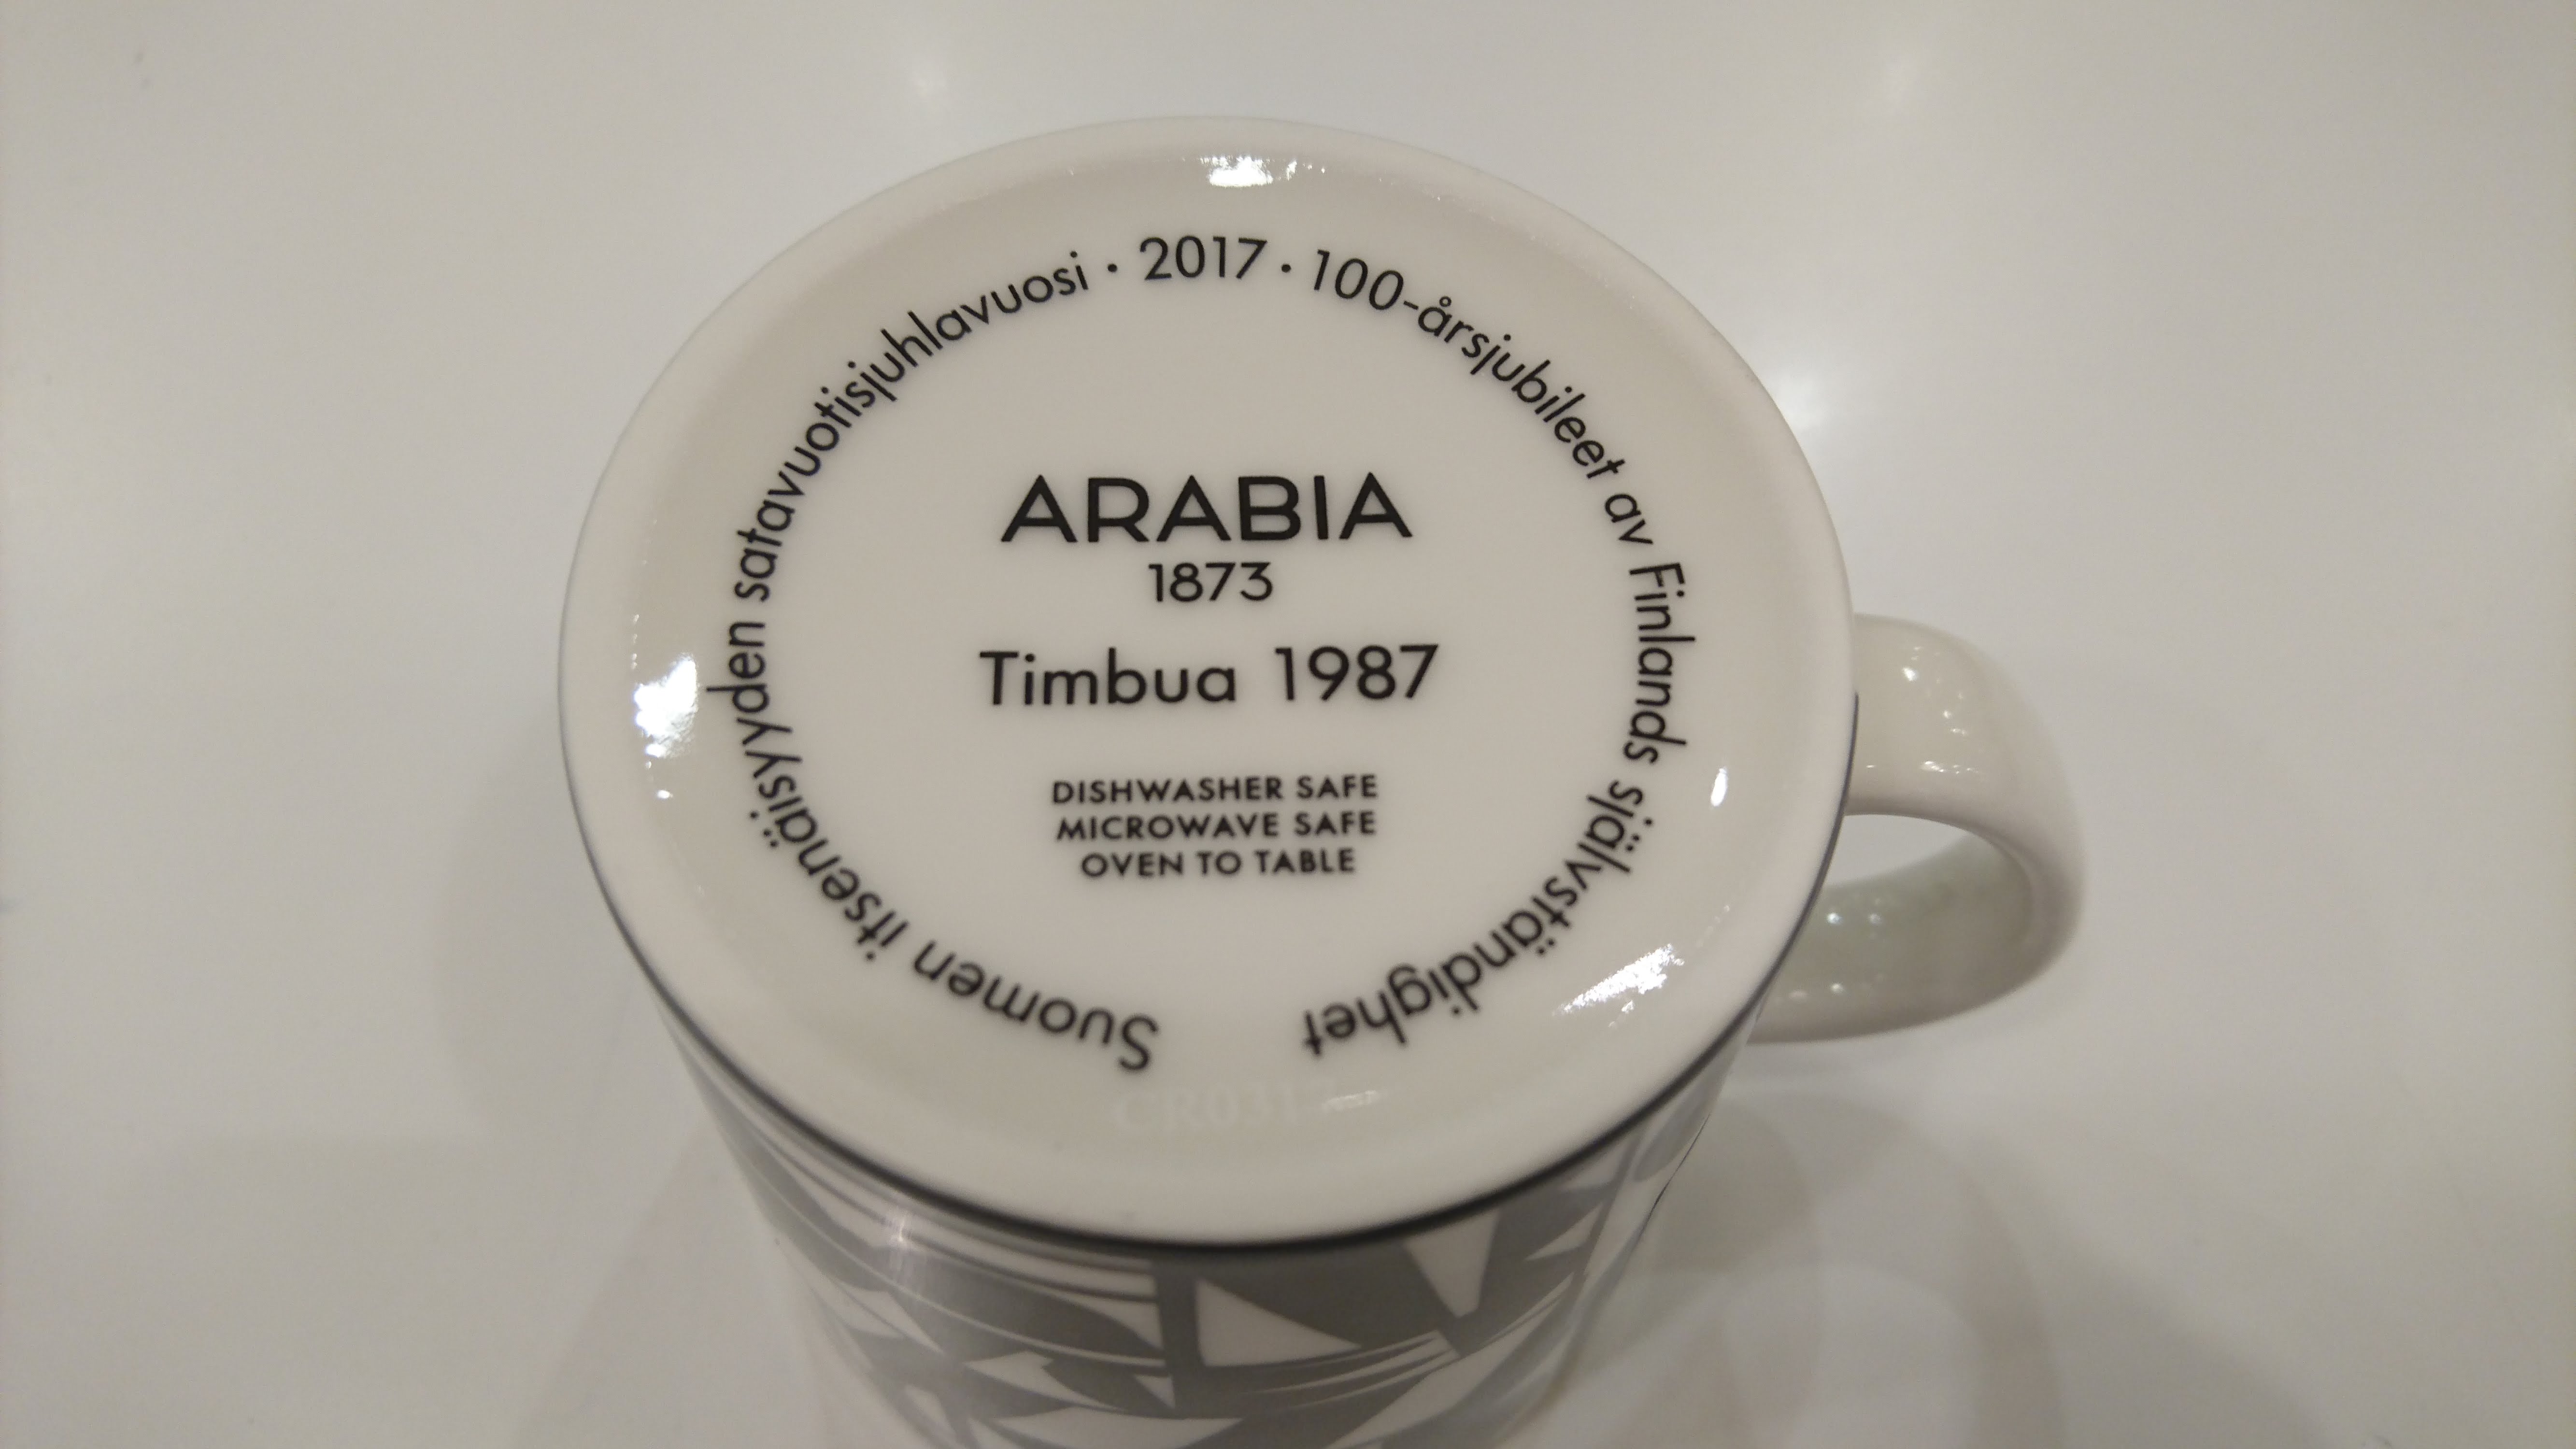 Suomen itsenäisyyden satavuotisjuhlavuosi · 2017 · 100-årsjubileet av Finlands självständighet
ARABIA
1873
Timbua 1987
DISHWASHER SAFE
MICROWAVE SAFE
OVEN TO TABLE